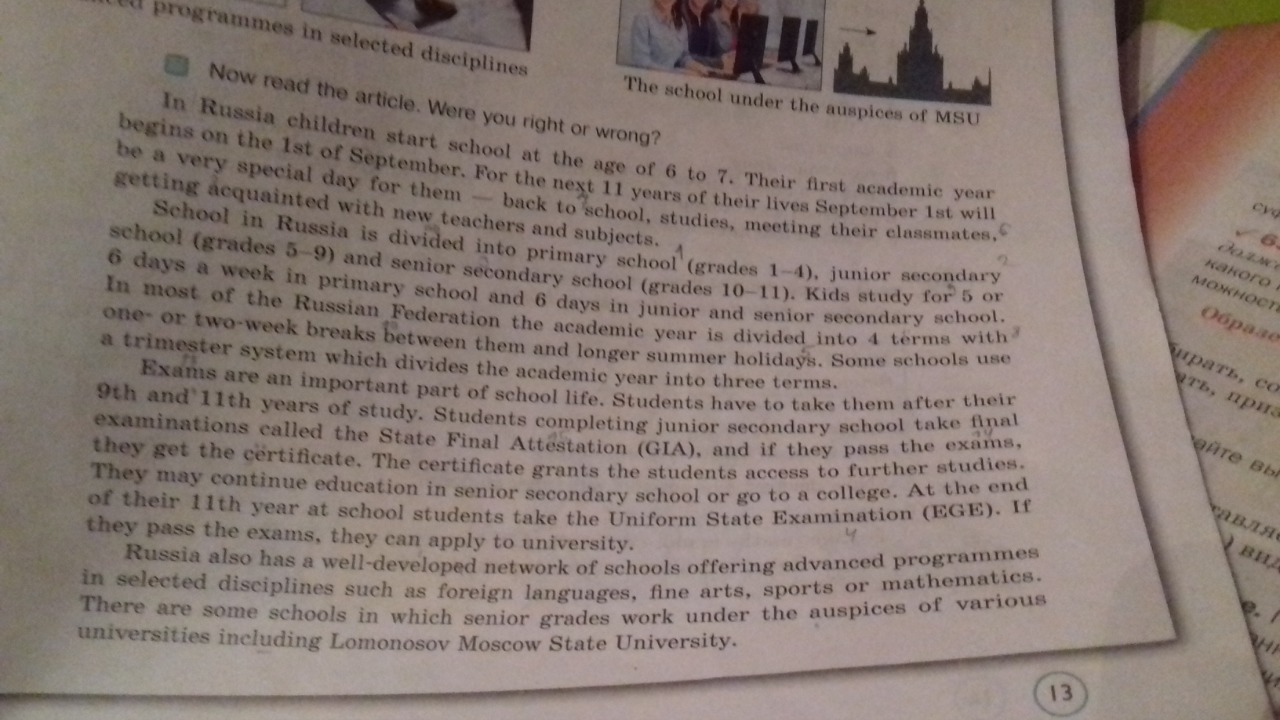 programmes in selected disciplines
The school under the auspices of MSU
Now read the article. Were you right or wrong?
In Russia children start school at the age of 6 to 7. Their first academic year
begins on the 1st of September. For the next 11 years of their lives September 1st will
be a very special day for them — back to school, studies, meeting their classmates,
getting acquainted with new teachers and subjects.
School in Russia is divided into primary school (grades 1–4), junior secondary
school (grades 5–9) and senior secondary school (grades 10–11). Kids study for 5 or
6 days a week in primary school and 6 days in junior and senior secondary school.
In most of the Russian Federation the academic year is divided into 4 terms with
one- or two-week breaks between them and longer summer holidays. Some schools use
a trimester system which divides the academic year into three terms.
Exams are an important part of school life. Students have to take them after their
9th and 11th years of study. Students completing junior secondary school take final
examinations called the State Final Attestation (GIA), and if they pass the exams,
they get the certificate. The certificate grants the students access to further studies.
They may continue education in senior secondary school or go to a college. At the end
of their 11th year at school students take the Uniform State Examination (EGE). If
they pass the exams, they can apply to university.
Russia also has a well-developed network of schools offering advanced programmes
in selected disciplines such as foreign languages, fine arts, sports or mathematics.
There are some schools in which senior grades work under the auspices of various
universities including Lomonosov Moscow State University.
13
какого